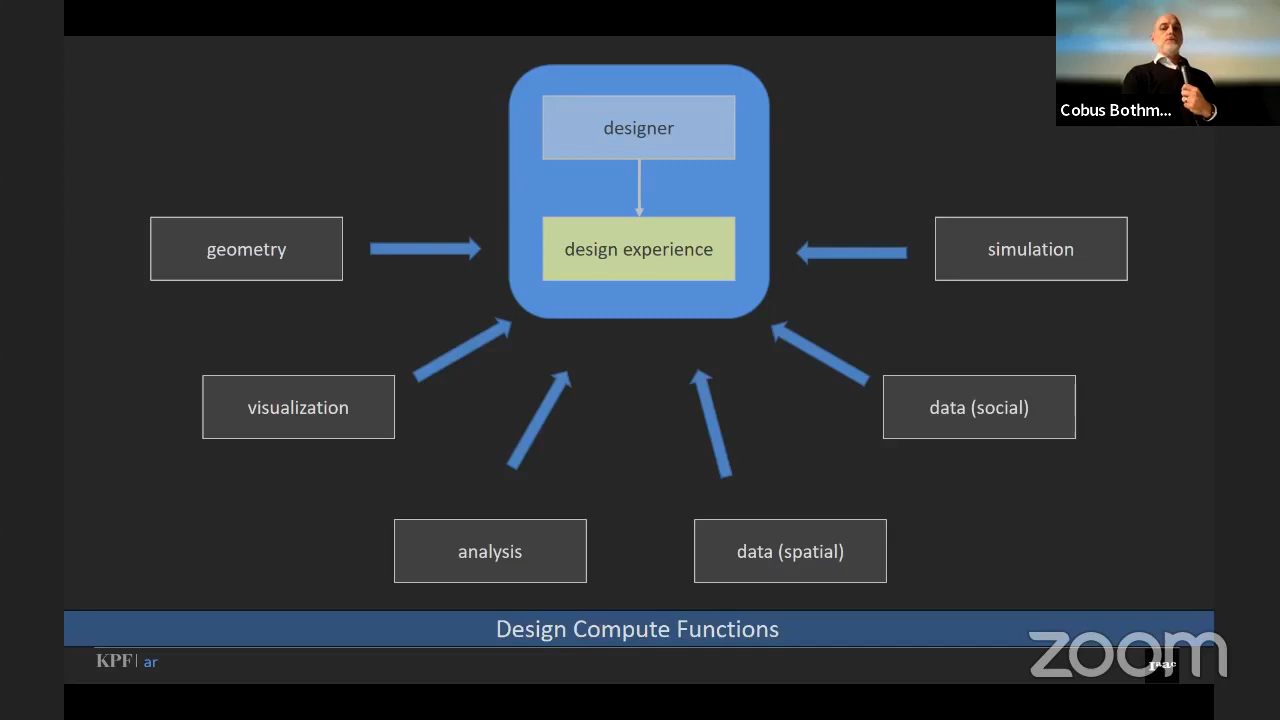 designer
Cobus Bothm...
geometry
design experience
simulation
visualization
data (social)
analysis
data (spatial)
Design Compute Functions
KPF| ar
zoom
Iaac